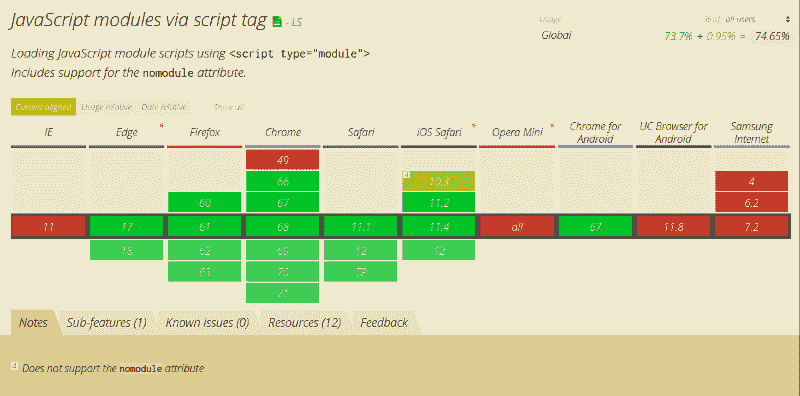 JavaScript modules via script tag - LS
Usage % of all users
Global 73.7% + 0.95% = 74.65%
Loading JavaScript module scripts using <script type="module">
Includes support for the nomodule attribute.
Current aligned Usage relative Date relative Show all
IE Edge * Firefox Chrome Safari iOS Safari * Opera Mini * Chrome for Android UC Browser for Android Samsung Internet
49
66 4 10.3 4
60 67 11.2 6.2
11 17 61 68 11.1 11.4 all 67 11.8 7.2
18 62 69 12 12
63 70 TP
71
Notes Sub-features (1) Known issues (0) Resources (12) Feedback
4 Does not support the nomodule attribute